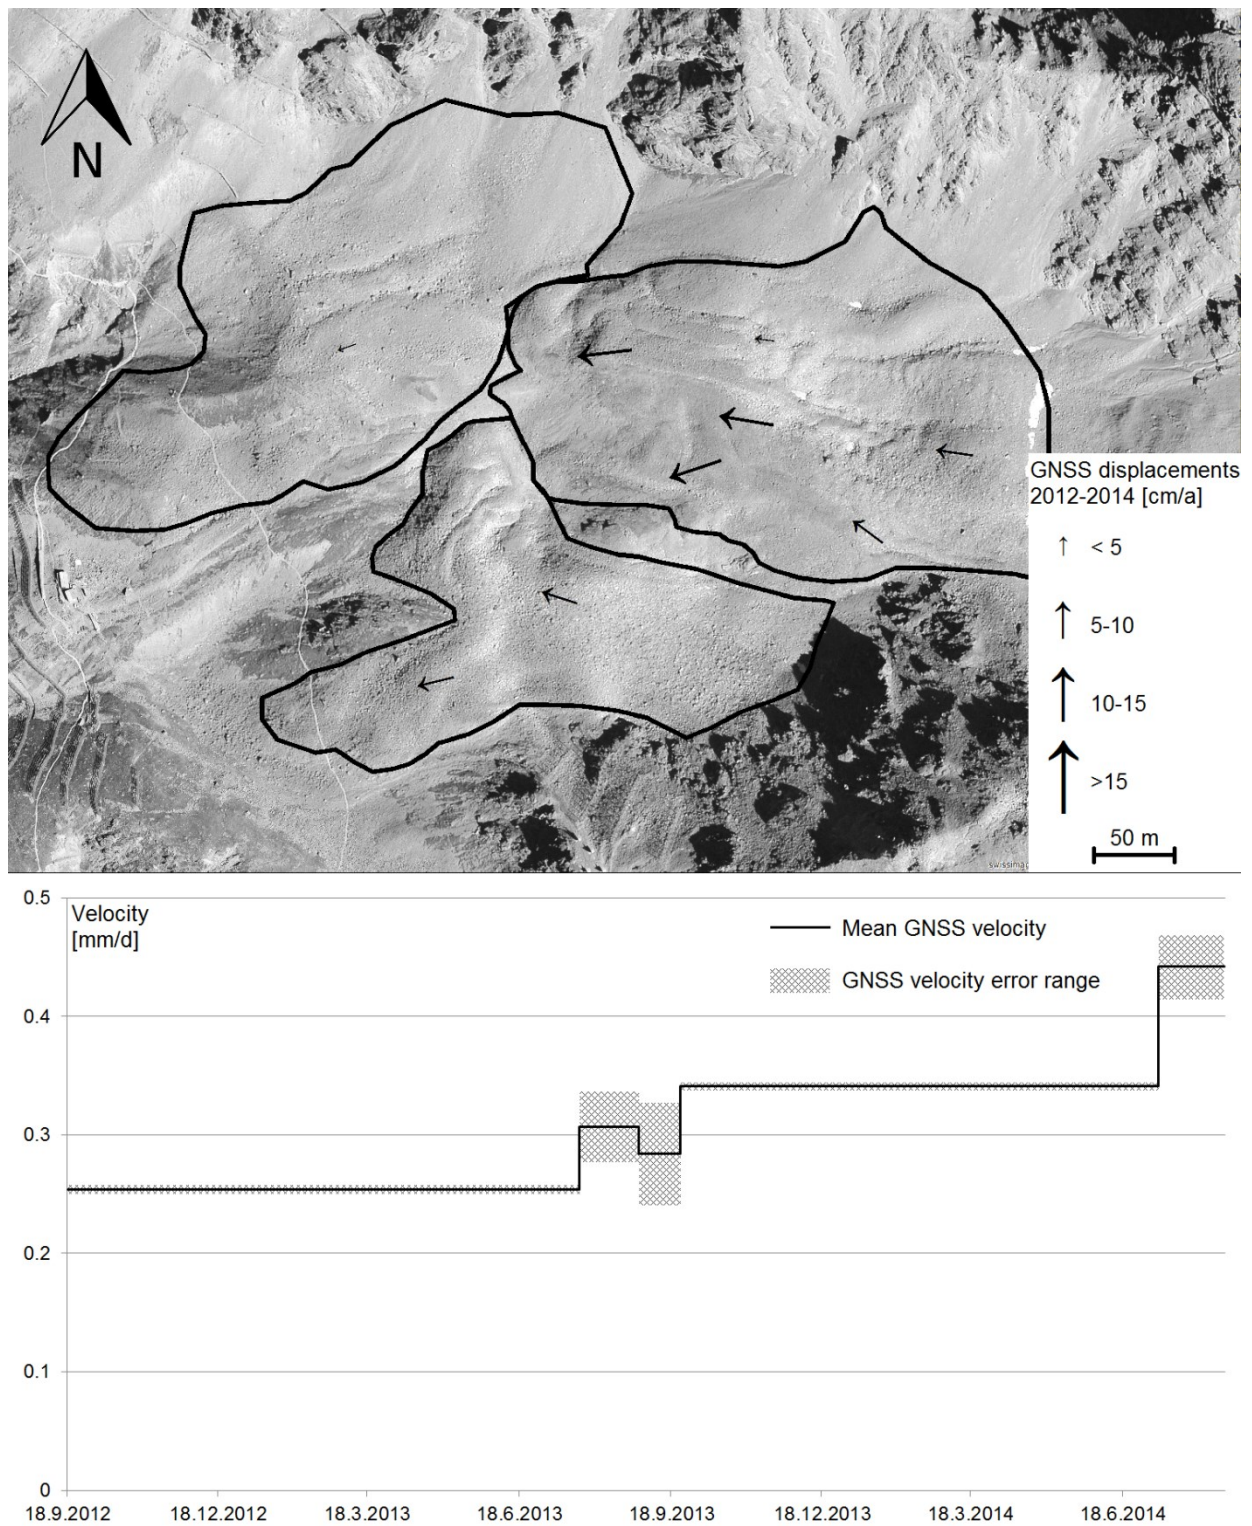 N
GNSS displacements
2012-2014 [cm/a]
< 5
5-10
10-15
>15
50 m
0.5
Velocity
[mm/d]
Mean GNSS velocity
GNSS velocity error range
0.4
0.3
0.2
0.1
0
18.9.2012
18.12.2012
18.3.2013
18.6.2013
18.9.2013
18.12.2013
18.3.2014
18.6.2014